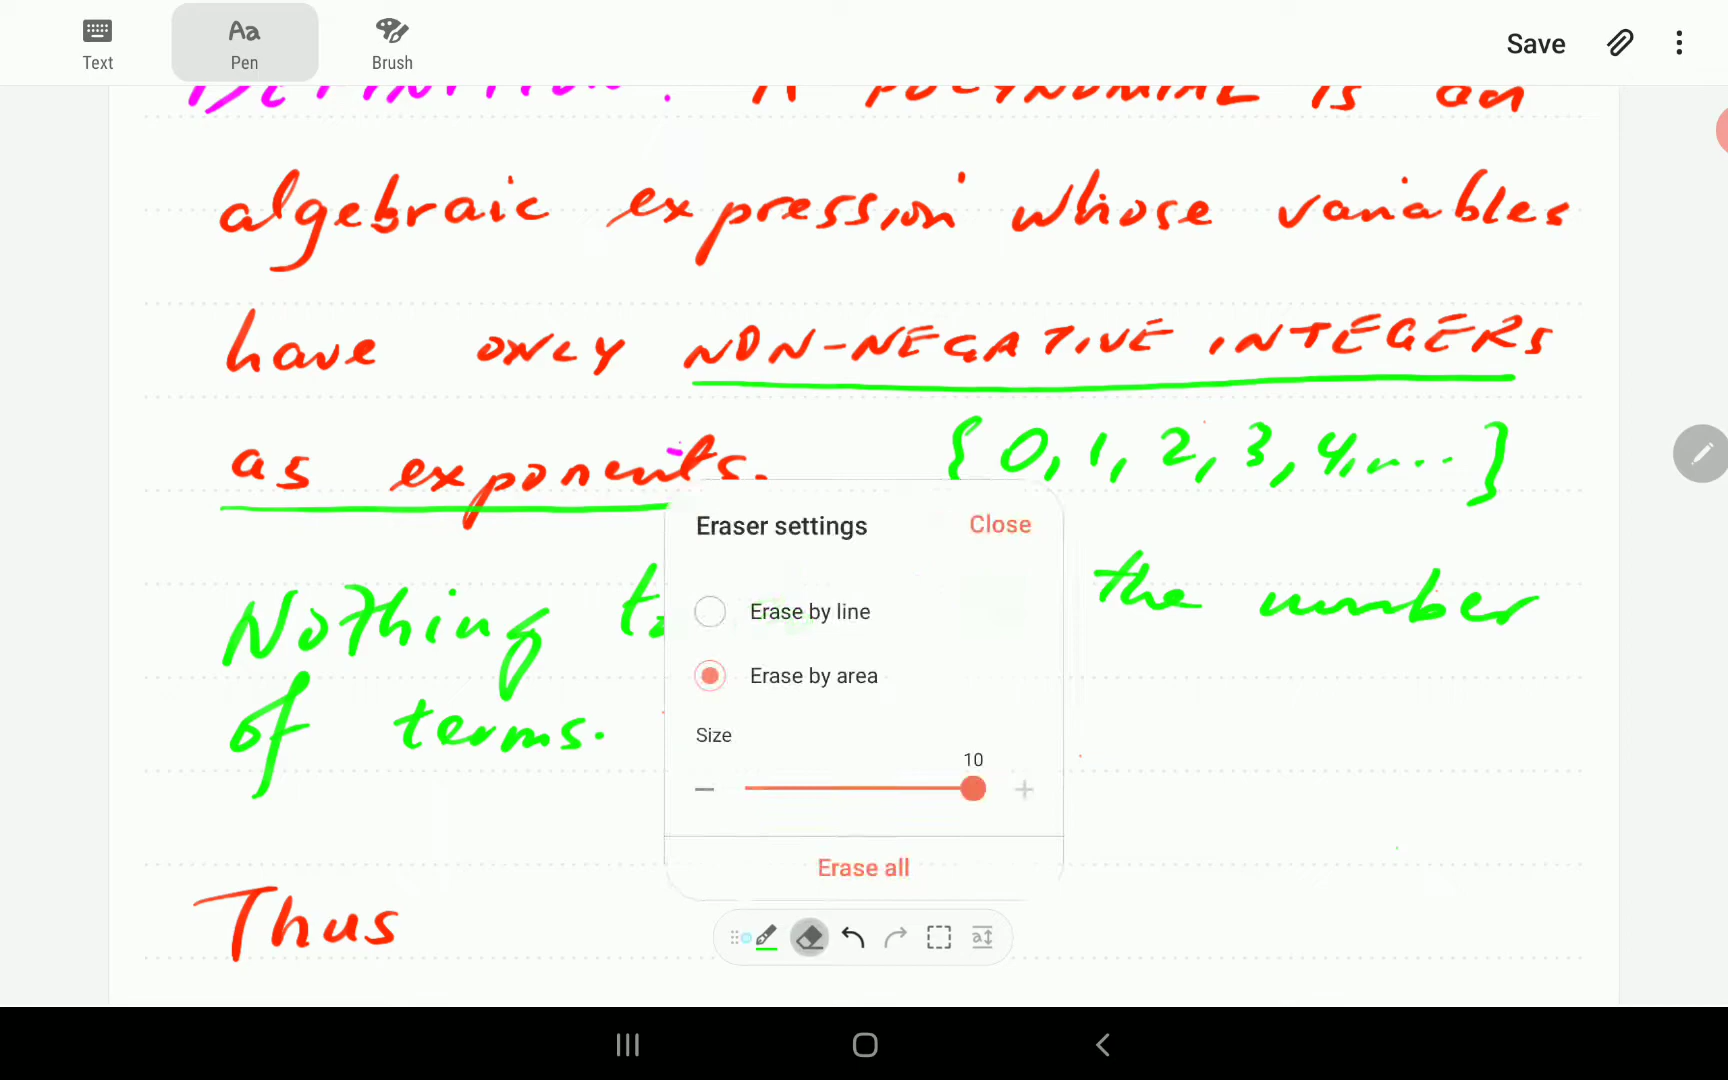 Text
Aa
Pen
Brush
Save
DEFINITION: A POLYNOMIAL IS an
algebraic expression whose variables
have ONLY NON-NEGATIVE INTEGERS
as exponents. {0, 1, 2, 3, 4, ... }
Nothing the number
of terms.
Thus
Eraser settings
Close
Erase by line
Erase by area
Size
10
Erase all